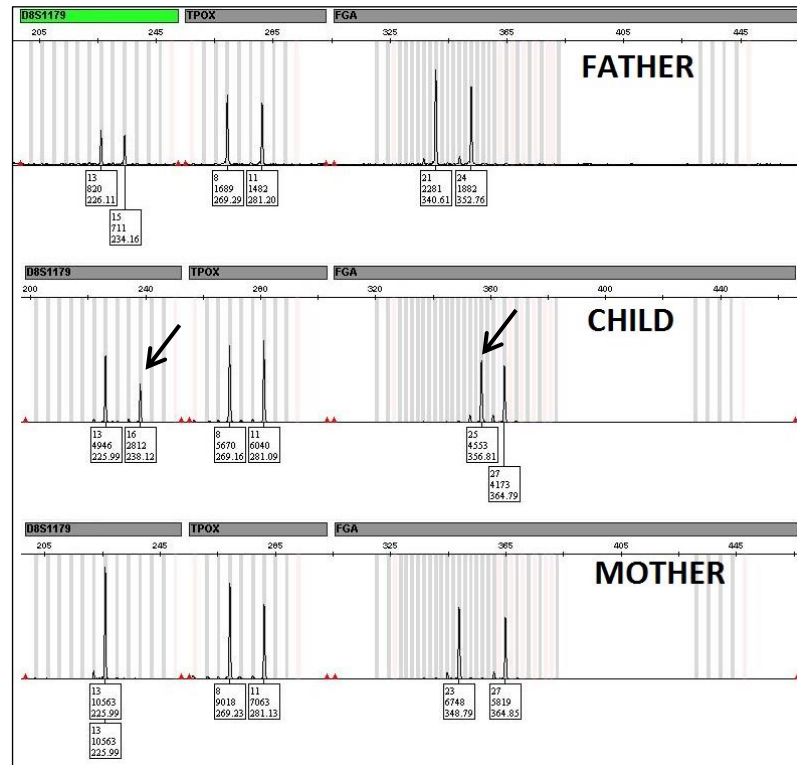 D8S1179 TPOX FGA
205 245 265 325 365 405 445
FATHER
13 8 11 21 24
820 1689 1482 2281 1882
226.11 269.29 281.20 340.61 352.76
15
711
234.16
D8S1179 TPOX FGA
200 240 260 280 320 360 400 440
CHILD
13 16 8 11 25
4946 2812 5670 6040 4553
225.99 238.12 269.16 281.09 356.81
27
4173
364.79
D8S1179 TPOX FGA
205 245 265 325 365 405 445
MOTHER
13 8 11 23 27
10563 9018 7063 6748 5819
225.99 269.23 281.13 348.79 364.85
13
10563
225.99